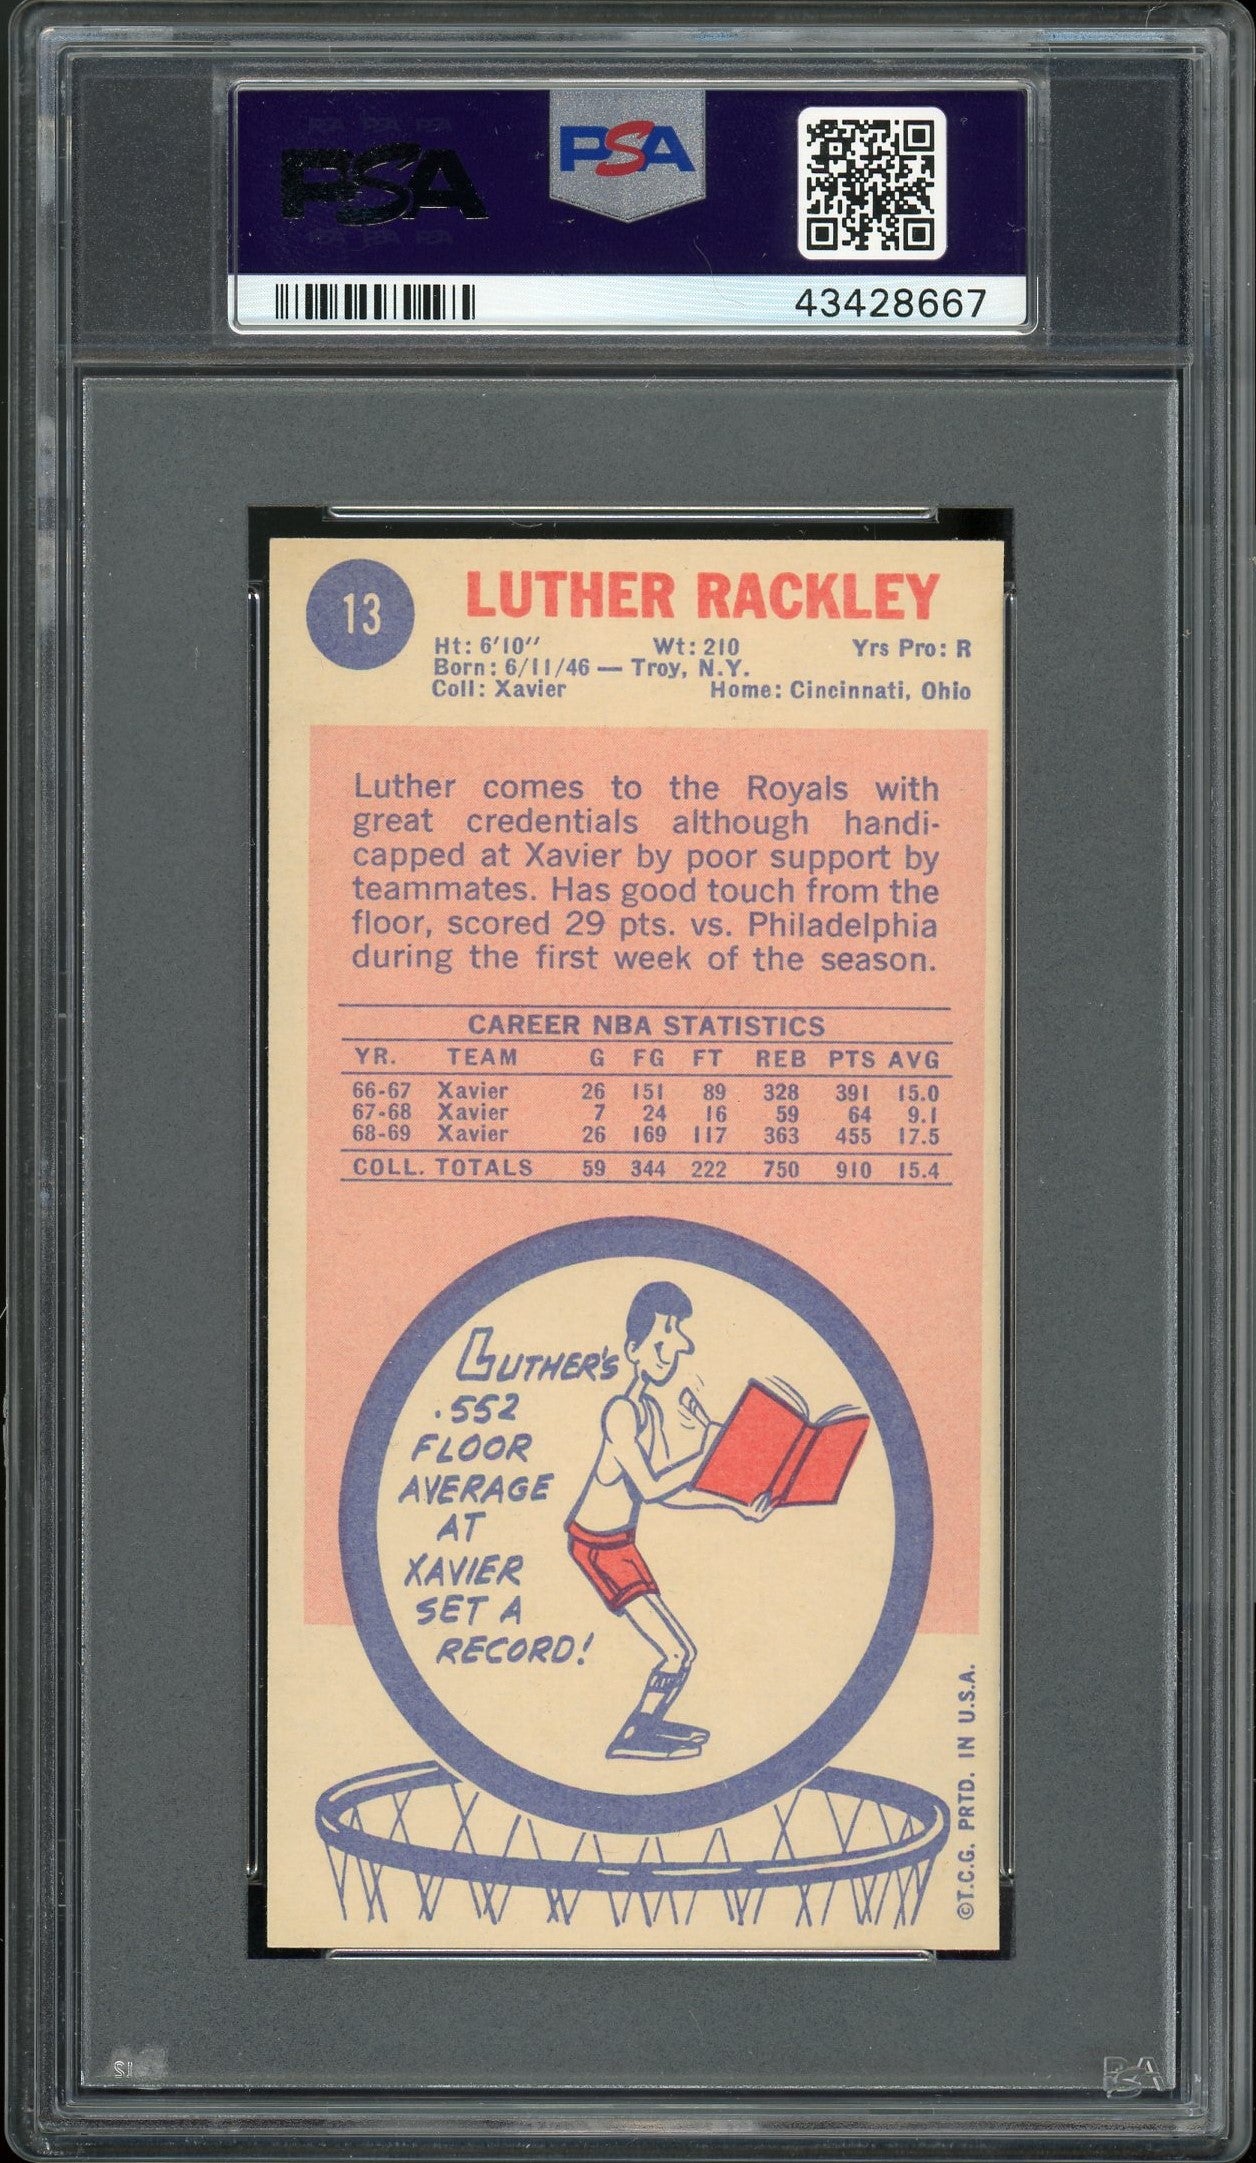 PSA
PSA
43428667
13
LUTHER RACKLEY
Ht: 6'10'' Wt: 210 Yrs Pro: R
Born: 6/11/46 — Troy, N.Y.
Coll: Xavier Home: Cincinnati, Ohio
Luther comes to the Royals with
great credentials although handi-
capped at Xavier by poor support by
teammates. Has good touch from the
floor, scored 29 pts. vs. Philadelphia
during the first week of the season.
CAREER NBA STATISTICS
YR. TEAM G FG FT REB PTS AVG
66-67 Xavier 26 151 89 328 391 15.0
67-68 Xavier 7 24 16 59 64 9.1
68-69 Xavier 26 169 117 363 455 17.5
COLL. TOTALS 59 344 222 750 910 15.4
LUTHER'S
.552
FLOOR
AVERAGE
AT
XAVIER
SET A
RECORD!
©T.C.G. PRTD. IN U.S.A.
PSA